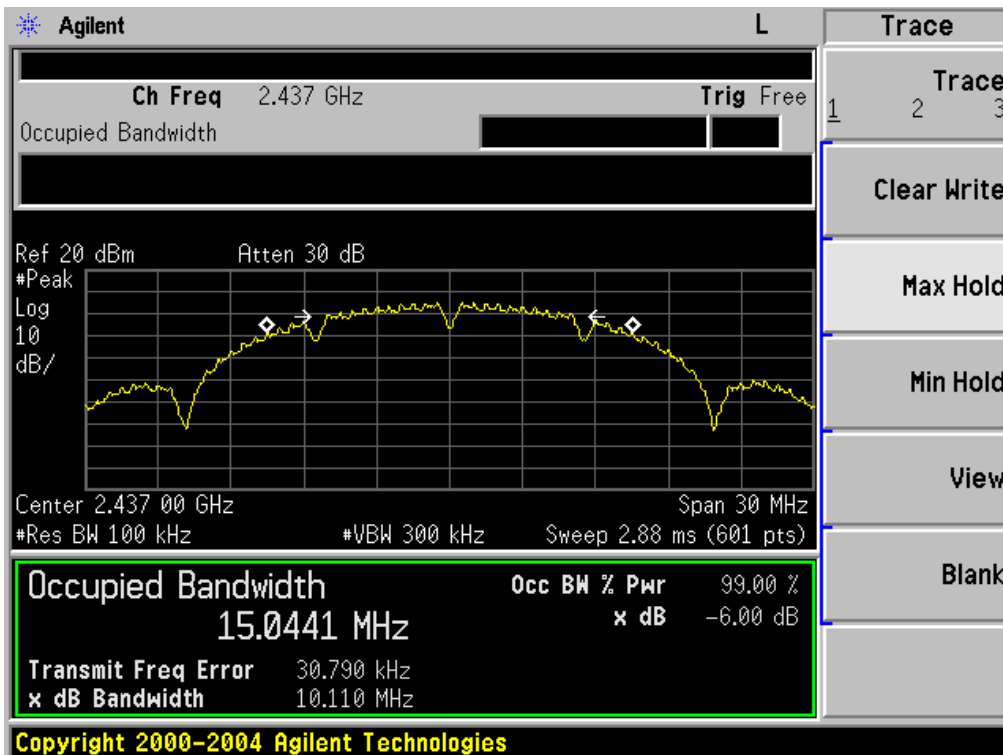 Agilent L
Trace
Ch Freq 2.437 GHz Trig Free
Occupied Bandwidth
Trace
1 2 3
Clear Write
Max Hold
Min Hold
View
Blank
Ref 20 dBm Atten 30 dB
#Peak
Log
10
dB/
Center 2.437 00 GHz Span 30 MHz
#Res BW 100 kHz #VBW 300 kHz Sweep 2.88 ms (601 pts)
Occupied Bandwidth Occ BW % Pwr 99.00 %
15.0441 MHz x dB -6.00 dB
Transmit Freq Error 30.790 kHz
x dB Bandwidth 10.110 MHz
Copyright 2000-2004 Agilent Technologies